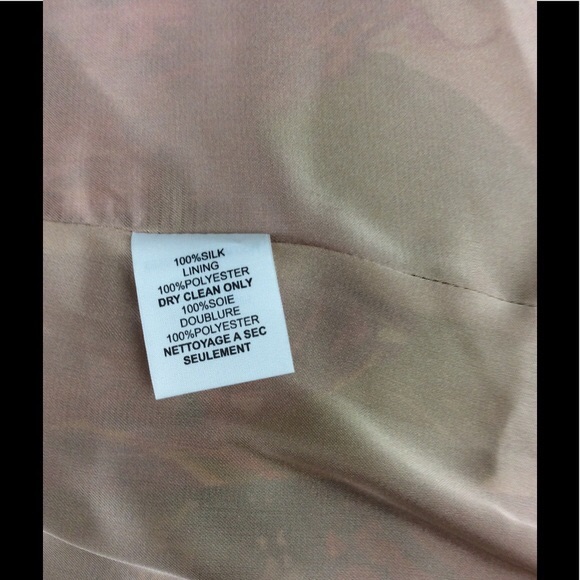 100%SILK
LINING
100%POLYESTER
DRY CLEAN ONLY
100%SOIE
DOUBLURE
100%POLYESTER
NETTOYAGE A SEC
SEULEMENT